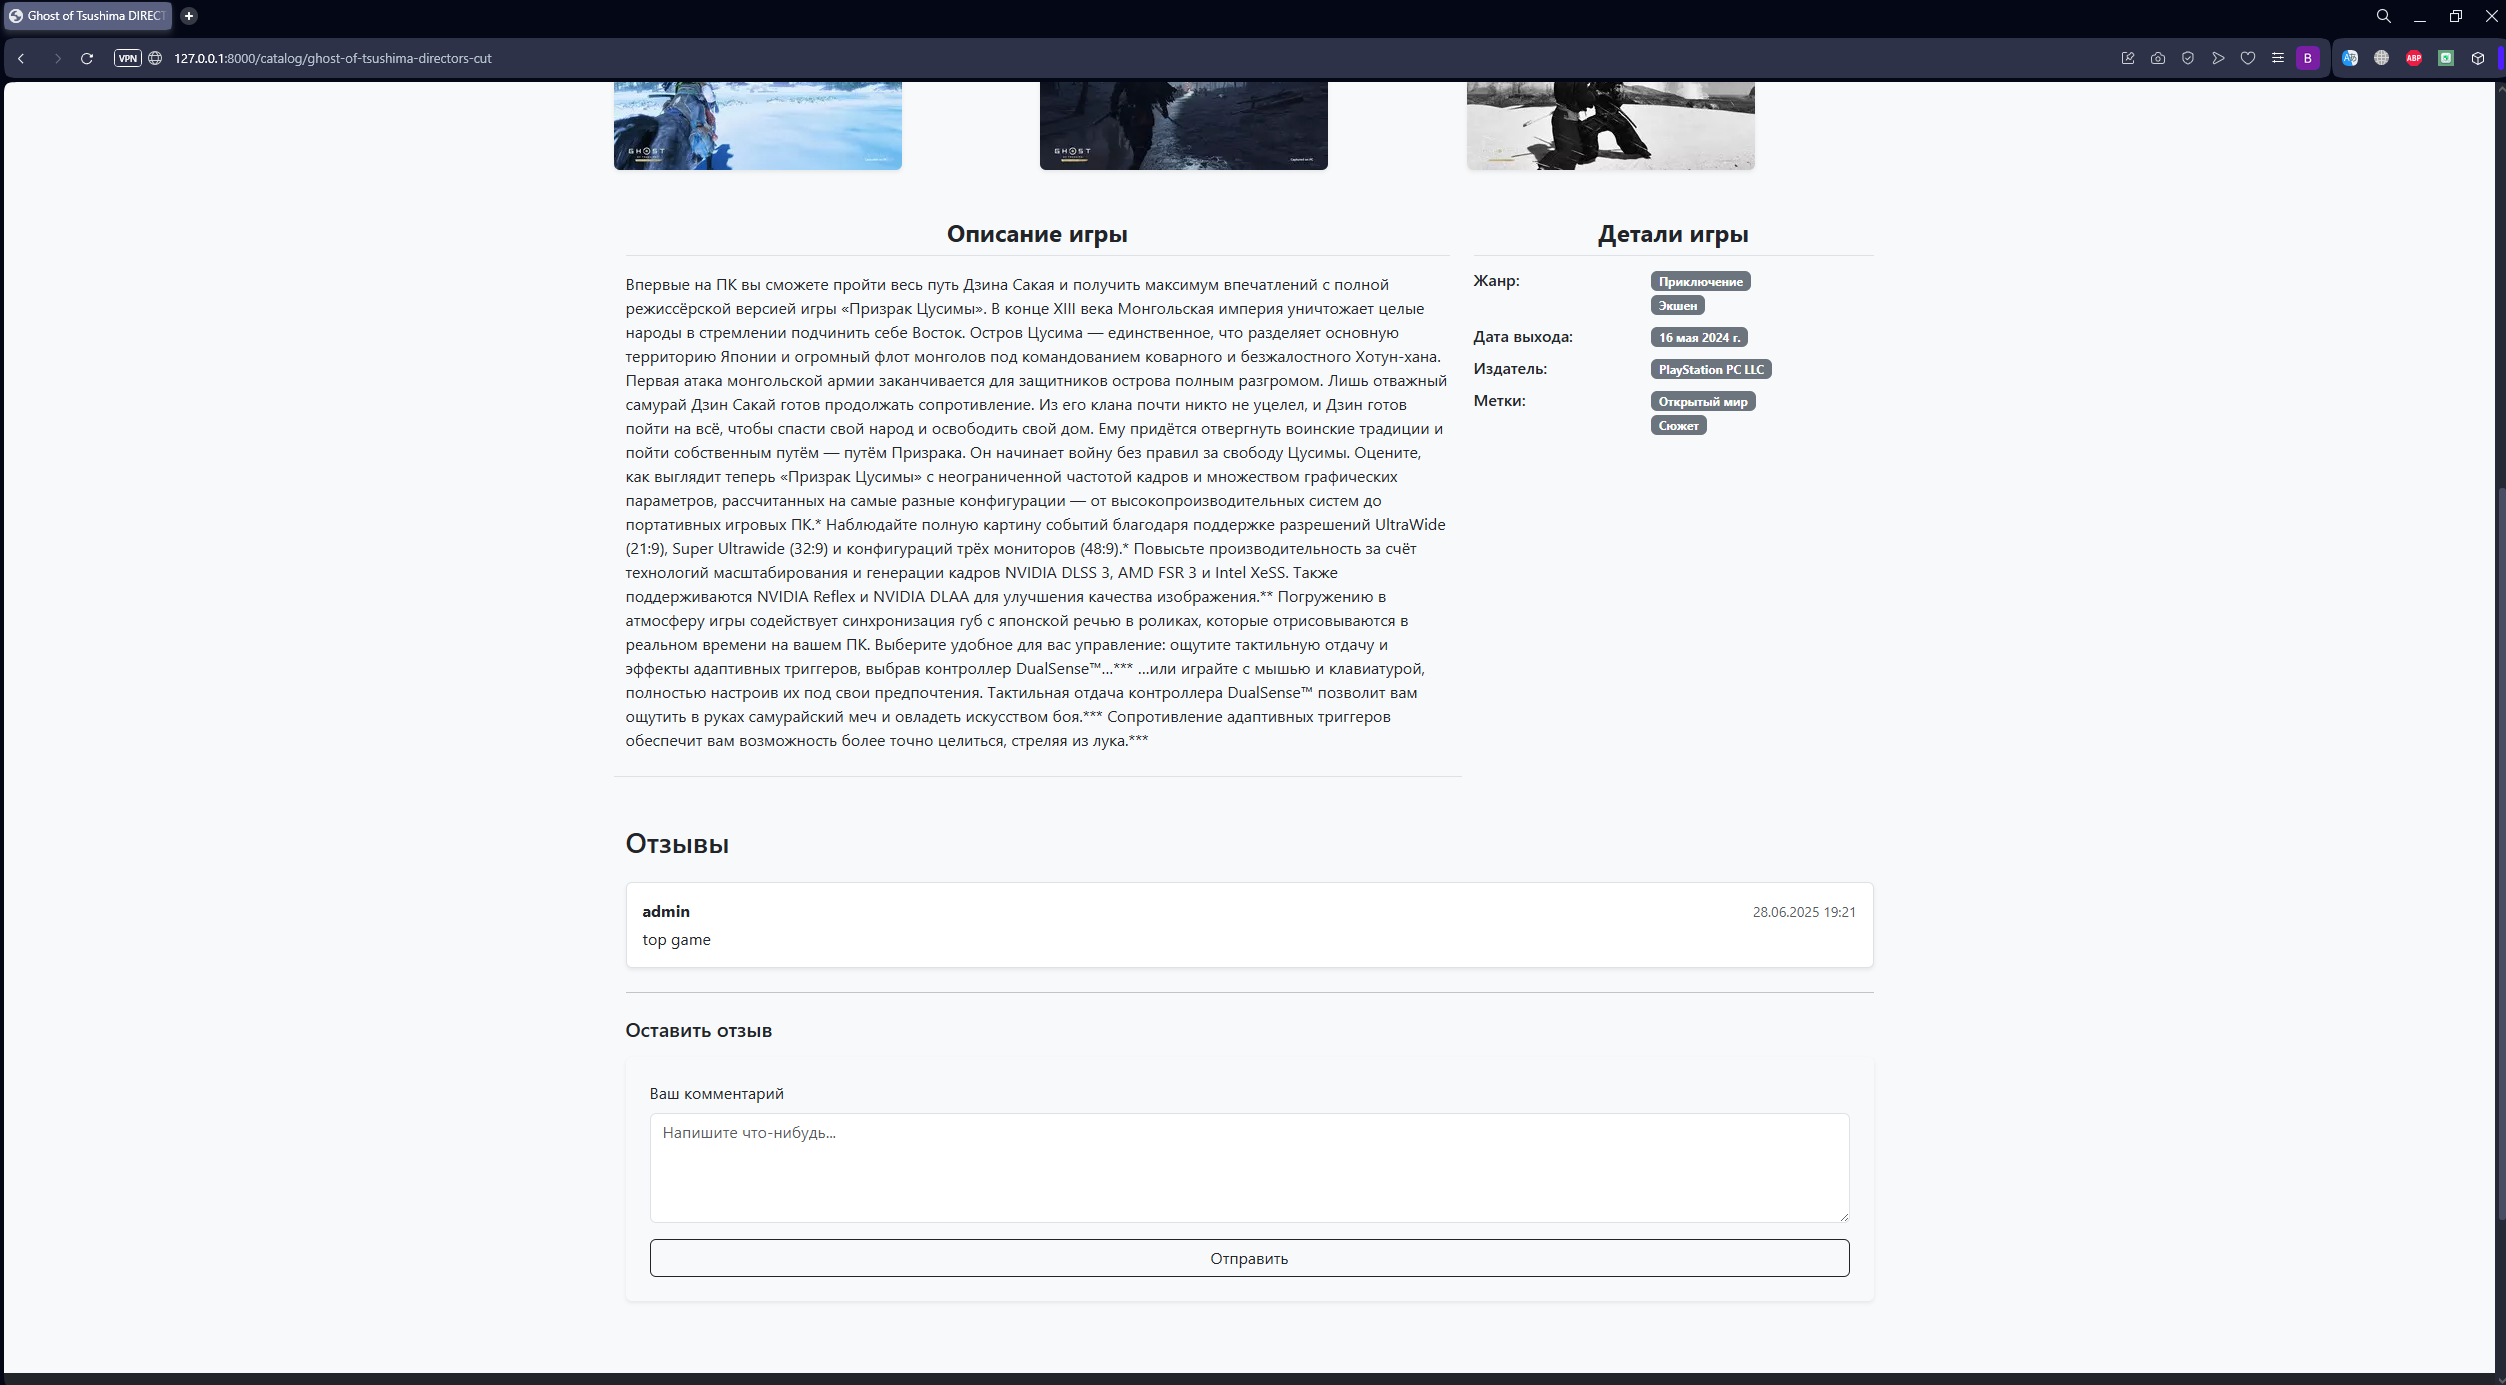 Ghost of Tsushima DIRECT
VPN
127.0.0.1:8000/catalog/ghost-of-tsushima-directors-cut
B
ABP
GHOST
GHOST
Captured on PC
Описание игры
Впервые на ПК вы сможете пройти весь путь Дзина Сакая и получить максимум впечатлений с полной
режиссёрской версией игры «Призрак Цусимы». В конце XIII века Монгольская империя уничтожает целые
народы в стремлении подчинить себе Восток. Остров Цусима — единственное, что разделяет основную
территорию Японии и огромный флот монголов под командованием коварного и безжалостного Хотун-хана.
Первая атака монгольской армии заканчивается для защитников острова полным разгромом. Лишь отважный
самурай Дзин Сакай готов продолжать сопротивление. Из его клана почти никто не уцелел, и Дзин готов
пойти на всё, чтобы спасти свой народ и освободить свой дом. Ему придётся отвергнуть воинские традиции и
пойти собственным путём — путём Призрака. Он начинает войну без правил за свободу Цусимы. Оцените,
как выглядит теперь «Призрак Цусимы» с неограниченной частотой кадров и множеством графических
параметров, рассчитанных на самые разные конфигурации — от высокопроизводительных систем до
портативных игровых ПК.* Наблюдайте полную картину событий благодаря поддержке разрешений UltraWide
(21:9), Super Ultrawide (32:9) и конфигураций трёх мониторов (48:9).* Повысьте производительность за счёт
технологий масштабирования и генерации кадров NVIDIA DLSS 3, AMD FSR 3 и Intel XeSS. Также
поддерживаются NVIDIA Reflex и NVIDIA DLAA для улучшения качества изображения.** Погружению в
атмосферу игры содействует синхронизация губ с японской речью в роликах, которые отрисовываются в
реальном времени на вашем ПК. Выберите удобное для вас управление: ощутите тактильную отдачу и
эффекты адаптивных триггеров, выбрав контроллер DualSense™...*** ...или играйте с мышью и клавиатурой,
полностью настроив их под свои предпочтения. Тактильная отдача контроллера DualSense™ позволит вам
ощутить в руках самурайский меч и овладеть искусством боя.*** Сопротивление адаптивных триггеров
обеспечит вам возможность более точно целиться, стреляя из лука.***
Детали игры
Жанр:
Приключение
Экшен
Дата выхода:
16 мая 2024 г.
Издатель:
PlayStation PC LLC
Метки:
Открытый мир
Сюжет
Отзывы
admin
28.06.2025 19:21
top game
Оставить отзыв
Ваш комментарий
Напишите что-нибудь...
Отправить